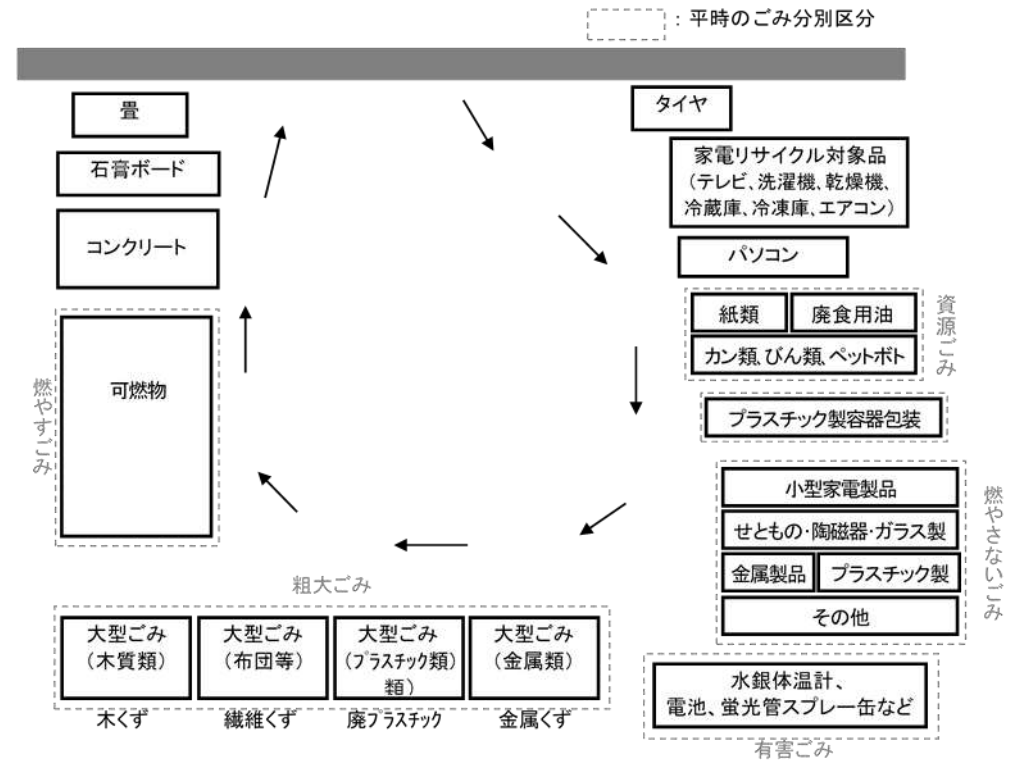 ：平時のごみ分別区分
畳
石膏ボード
コンクリート
可燃物
燃やすごみ
タイヤ
家電リサイクル対象品
（テレビ、洗濯機、乾燥機、
冷蔵庫、冷凍庫、エアコン）
パソコン
紙類
廃食用油
カン類、びん類、ペットボト
資源ごみ
プラスチック製容器包装
小型家電製品
せともの・陶磁器・ガラス製
金属製品
プラスチック製
その他
燃やさないごみ
粗大ごみ
大型ごみ
（木質類）
木くず
大型ごみ
（布団等）
繊維くず
大型ごみ
（プラスチック類）
類）
廃プラスチック
大型ごみ
（金属類）
金属くず
水銀体温計、
電池、蛍光管スプレー缶など
有害ごみ